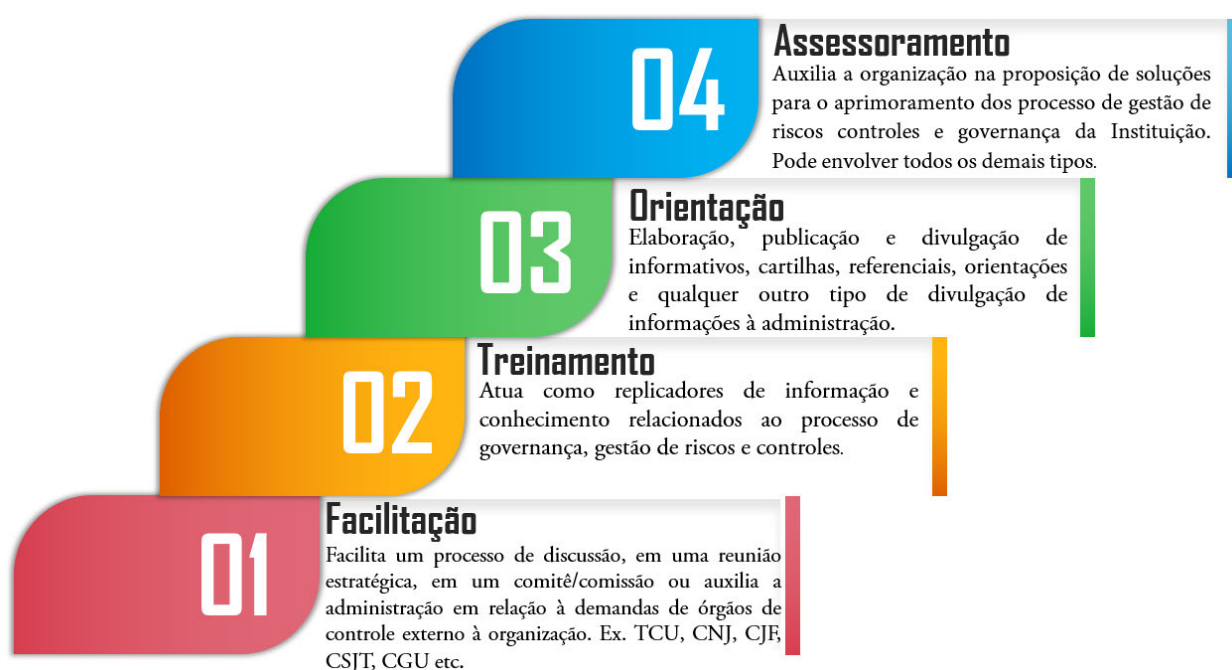 04
Assessoramento
Auxilia a organização na proposição de soluções
para o aprimoramento dos processo de gestão de
riscos controles e governança da Instituição.
Pode envolver todos os demais tipos.
03
Orientação
Elaboração, publicação e divulgação de
informativos, cartilhas, referenciais, orientações
e qualquer outro tipo de divulgação de
informações à administração.
02
Treinamento
Atua como replicadores de informação e
conhecimento relacionados ao processo de
governança, gestão de riscos e controles.
01
Facilitação
Facilita um processo de discussão, em uma reunião
estratégica, em um comitê/comissão ou auxilia a
administração em relação à demandas de órgãos de
controle externo à organização. Ex. TCU, CNJ, CJF,
CSJT, CGU etc.